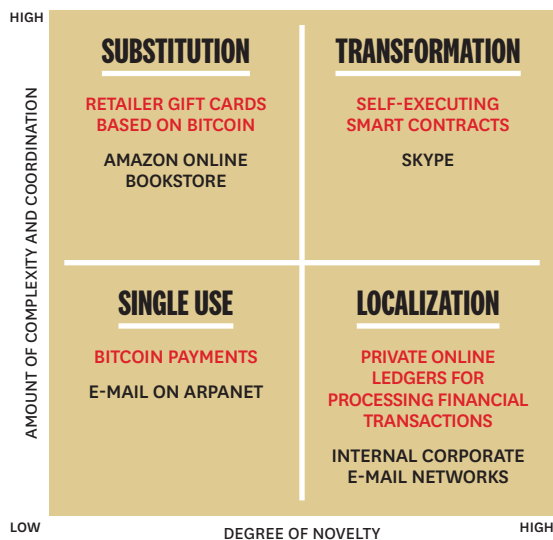 HIGH
SUBSTITUTION
RETAILER GIFT CARDS
BASED ON BITCOIN
AMAZON ONLINE
BOOKSTORE
TRANSFORMATION
SELF-EXECUTING
SMART CONTRACTS
SKYPE
AMOUNT OF COMPLEXITY AND COORDINATION
SINGLE USE
BITCOIN PAYMENTS
E-MAIL ON ARPANET
LOCALIZATION
PRIVATE ONLINE
LEDGERS FOR
PROCESSING FINANCIAL
TRANSACTIONS
INTERNAL CORPORATE
E-MAIL NETWORKS
LOW
DEGREE OF NOVELTY
HIGH